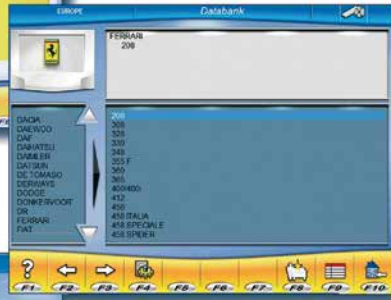 EUROPE
Databank
FERRARI
208
DACIA
DAEWOO
DAF
DAIHATSU
DAIMLER
DATSUN
DE TOMASO
DERWAYS
DODGE
DONKERVOORT
DR
FERRARI
FIAT
208
308
328
330
348
355 F
360
365
400/400i
412
456
458 ITALIA
458 SPECIALE
458 SPIDER
F1
F2
F3
F4
F5
F6
F7
F8
F9
F10